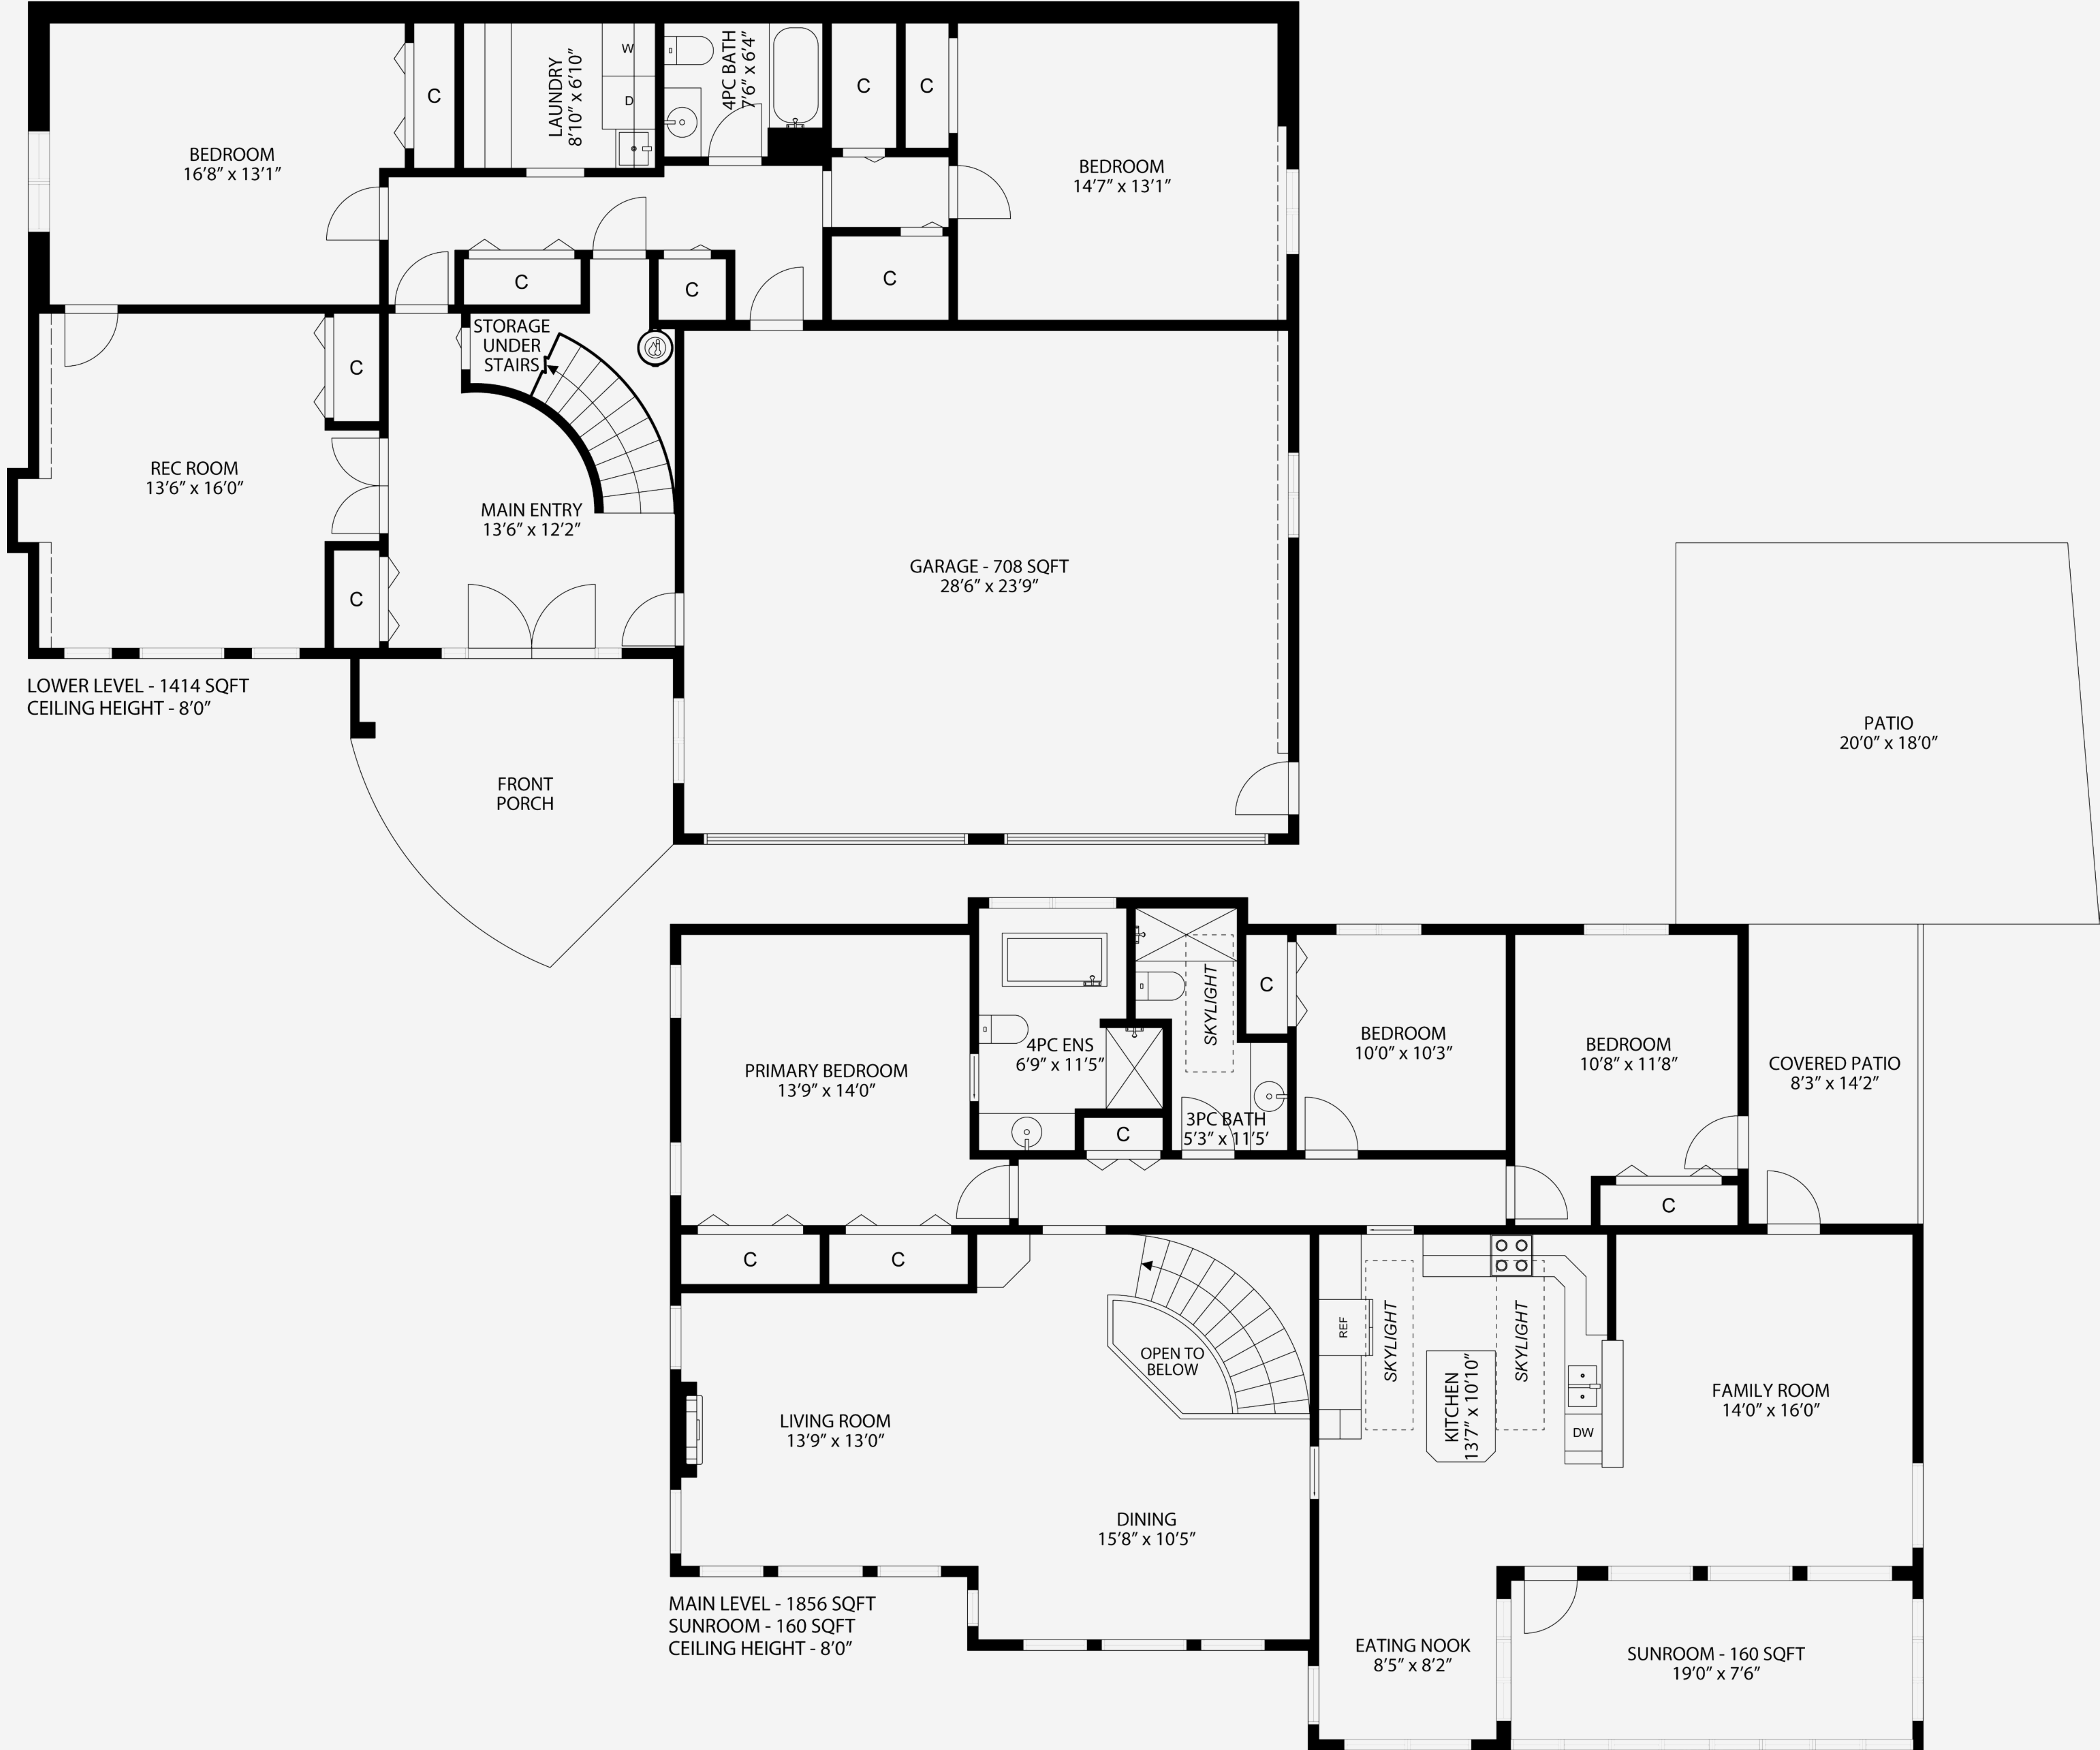 BEDROOM
16'8" x 13'1"
C
LAUNDRY
8'10" x 6'10"
W
D
4PC BATH
7'6" x 6'4"
C
C
BEDROOM
14'7" x 13'1"
C
C
C
STORAGE
UNDER
STAIRS
C
REC ROOM
13'6" x 16'0"
MAIN ENTRY
13'6" x 12'2"
C
GARAGE - 708 SQFT
28'6" x 23'9"
LOWER LEVEL - 1414 SQFT
CEILING HEIGHT - 8'0"
FRONT
PORCH
PATIO
20'0" x 18'0"
PRIMARY BEDROOM
13'9" x 14'0"
4PC ENS
6'9" x 11'5"
C
SKYLIGHT
3PC BATH
5'3" x 11'5'
C
BEDROOM
10'0" x 10'3"
BEDROOM
10'8" x 11'8"
C
COVERED PATIO
8'3" x 14'2"
C
C
OPEN TO
BELOW
REF
SKYLIGHT
KITCHEN
13'7" x 10'10"
SKYLIGHT
DW
FAMILY ROOM
14'0" x 16'0"
LIVING ROOM
13'9" x 13'0"
DINING
15'8" x 10'5"
MAIN LEVEL - 1856 SQFT
SUNROOM - 160 SQFT
CEILING HEIGHT - 8'0"
EATING NOOK
8'5" x 8'2"
SUNROOM - 160 SQFT
19'0" x 7'6"